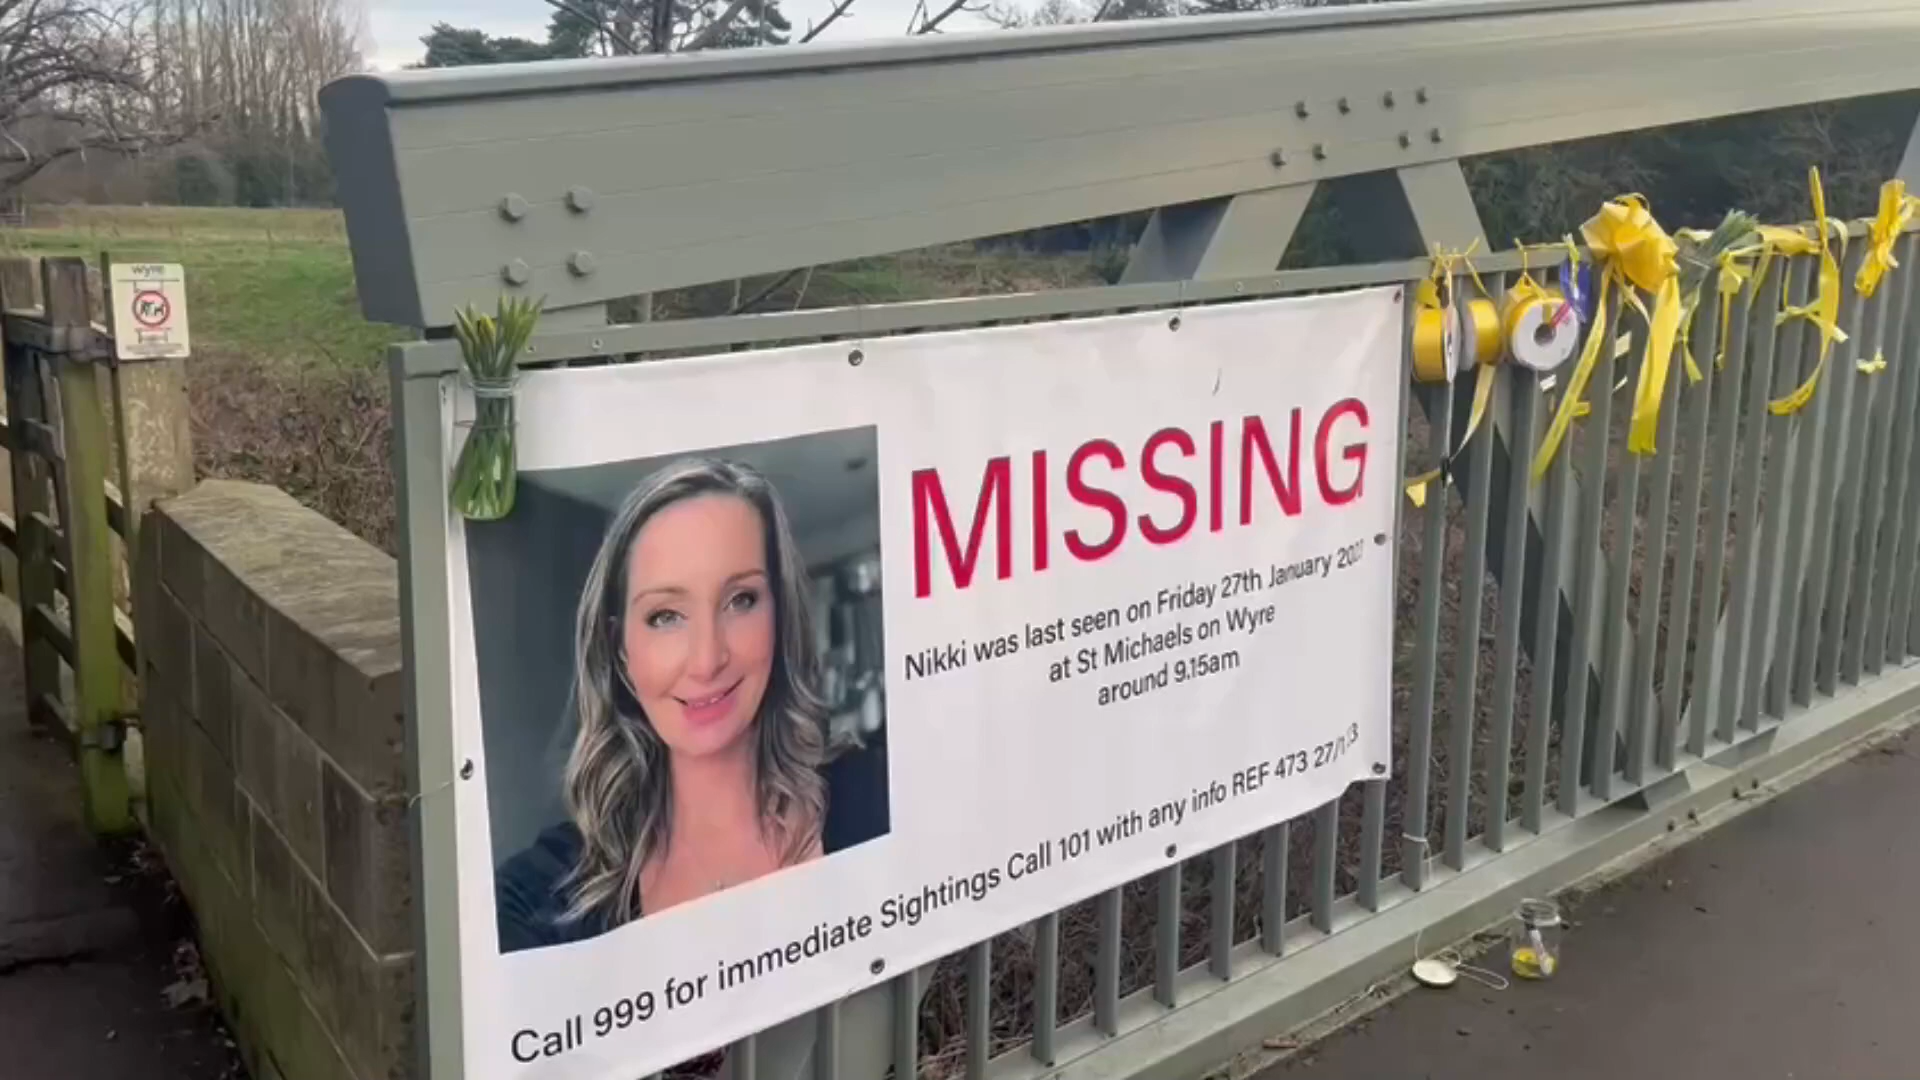 wyre
MISSING
Nikki was last seen on Friday 27th January
at St Michaels on Wyre
around 9.15am
Call 999 for immediate Sightings Call 101 with any info REF 473